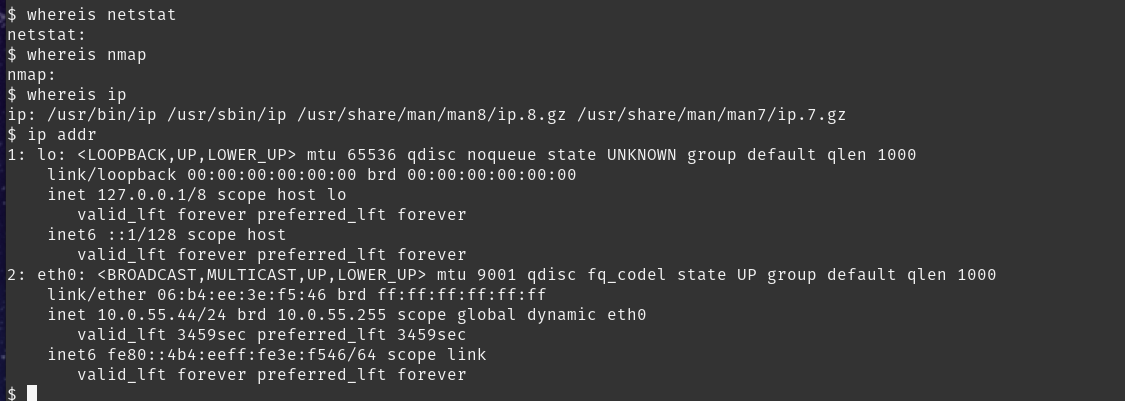 $ whereis netstat
netstat:
$ whereis nmap
nmap:
$ whereis ip
ip: /usr/bin/ip /usr/sbin/ip /usr/share/man/man8/ip.8.gz /usr/share/man/man7/ip.7.gz
$ ip addr
1: lo: <LOOPBACK,UP,LOWER_UP> mtu 65536 qdisc noqueue state UNKNOWN group default qlen 1000
    link/loopback 00:00:00:00:00:00 brd 00:00:00:00:00:00
    inet 127.0.0.1/8 scope host lo
       valid_lft forever preferred_lft forever
    inet6 ::1/128 scope host
       valid_lft forever preferred_lft forever
2: eth0: <BROADCAST,MULTICAST,UP,LOWER_UP> mtu 9001 qdisc fq_codel state UP group default qlen 1000
    link/ether 06:b4:ee:3e:f5:46 brd ff:ff:ff:ff:ff:ff
    inet 10.0.55.44/24 brd 10.0.55.255 scope global dynamic eth0
       valid_lft 3459sec preferred_lft 3459sec
    inet6 fe80::4b4:eeff:fe3e:f546/64 scope link
       valid_lft forever preferred_lft forever
$